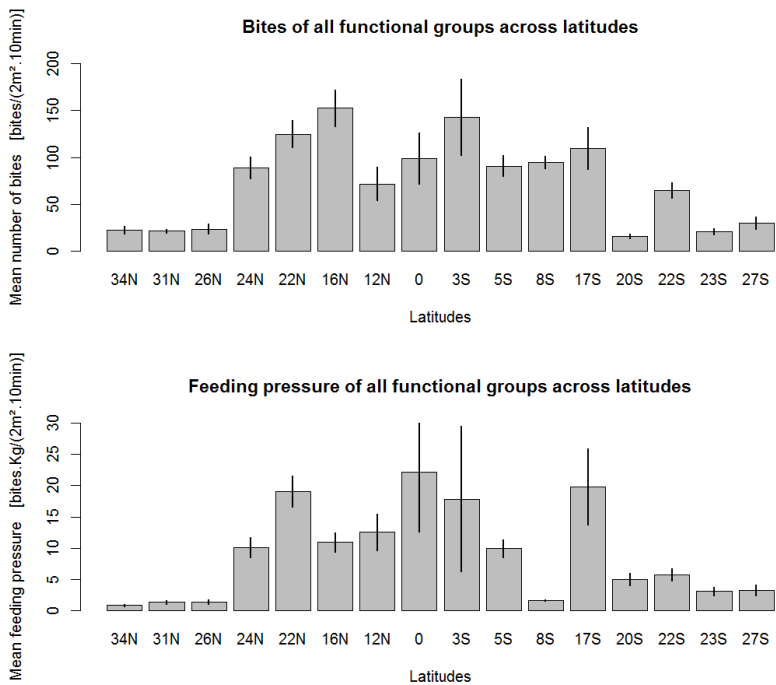 Bites of all functional groups across latitudes
Mean number of bites [bites/(2m².10min)]
200
150
100
50
0
34N 31N 26N 24N 22N 16N 12N 0 3S 5S 8S 17S 20S 22S 23S 27S
Latitudes
Feeding pressure of all functional groups across latitudes
Mean feeding pressure [bites.Kg/(2m².10min)]
30
25
20
15
10
5
0
34N 31N 26N 24N 22N 16N 12N 0 3S 5S 8S 17S 20S 22S 23S 27S
Latitudes